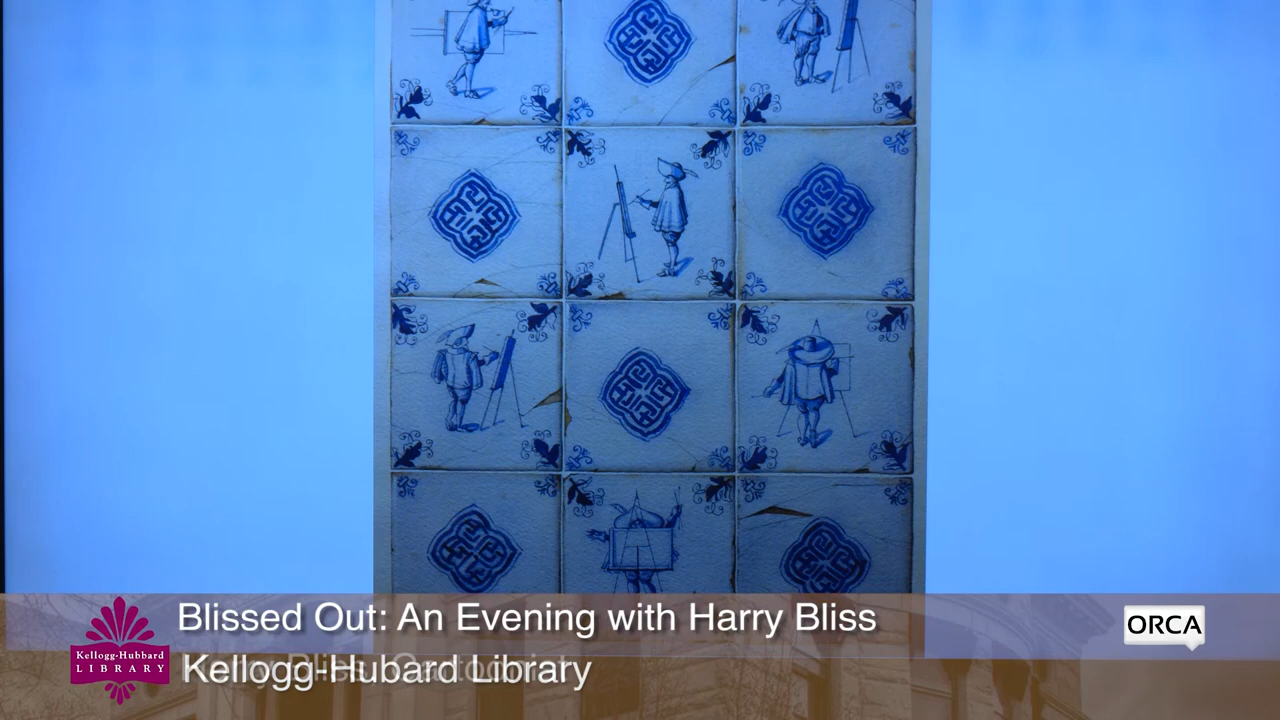 Blissed Out: An Evening with Harry Bliss
Kellogg-Hubbard
LIBRARY
Kellogg-Hubard Library
ORCA